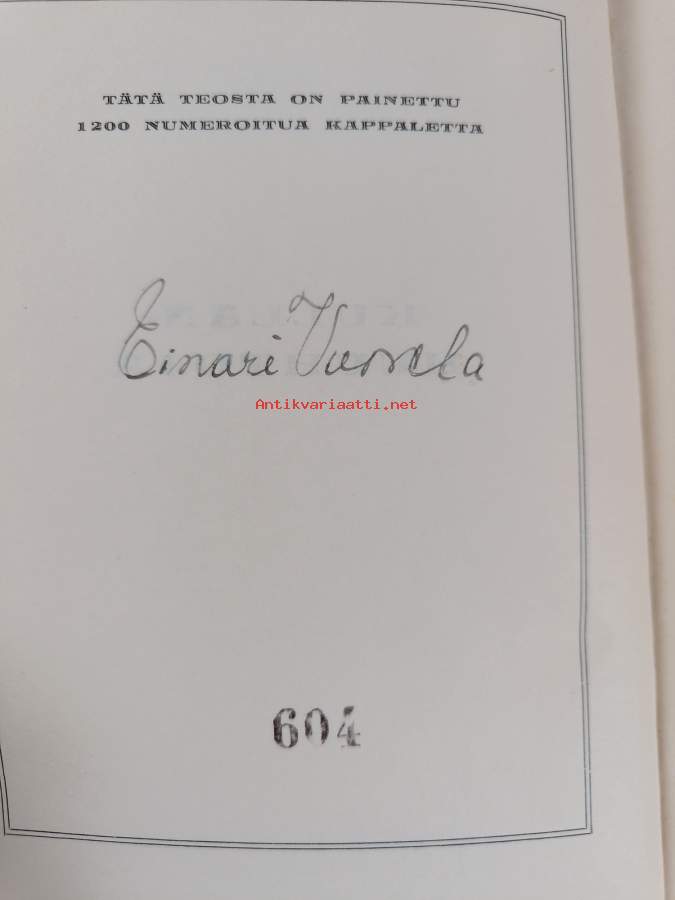 TÄTÄ TEOSTA ON PAINETTU
1200 NUMEROITUA KAPPALETTA
Einari Vuorela
Antikvariaatti.net
604